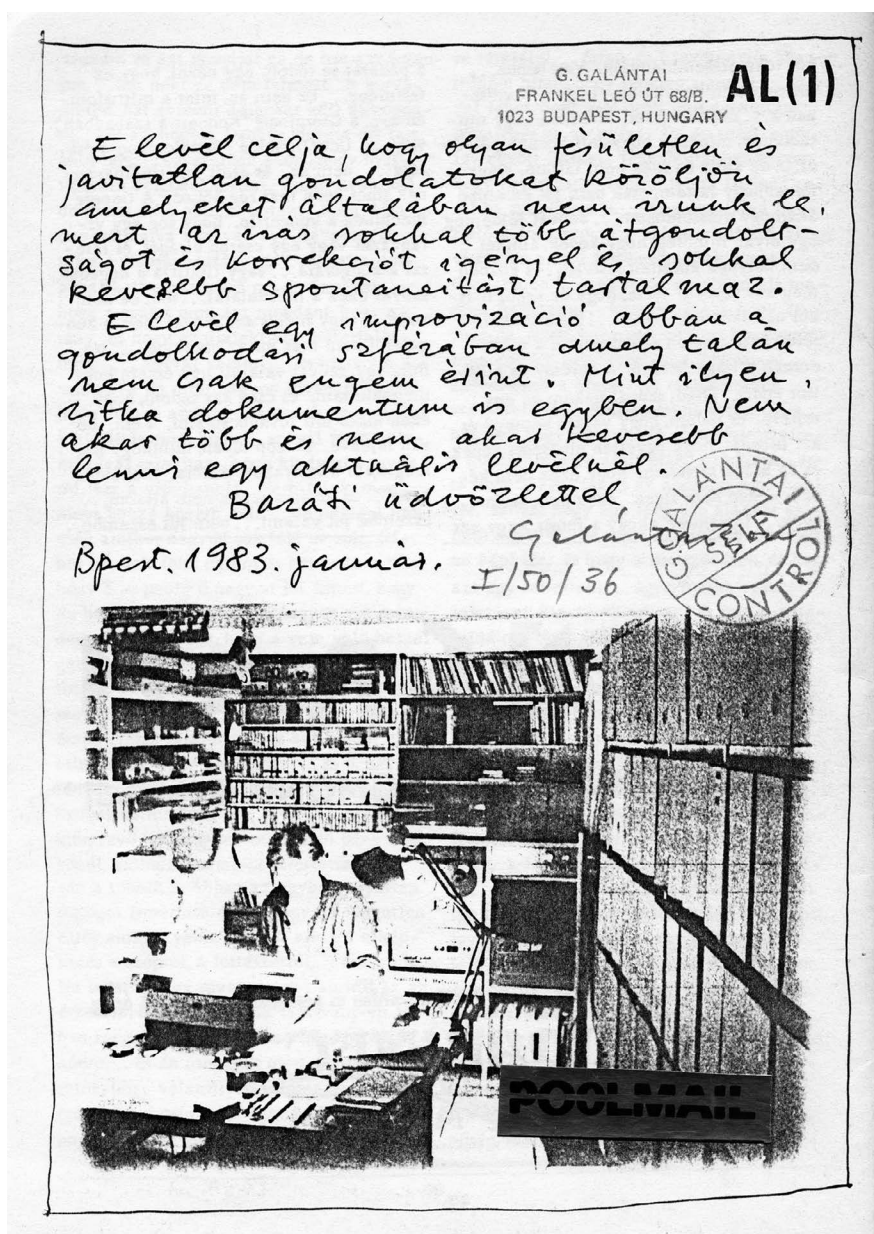 G. GALÁNTAI
FRANKEL LEÓ ÚT 68/B.
1023 BUDAPEST, HUNGARY
AL(1)
E levél célja, hogy olyan fésületlen és
javitatlan gondolatokat közöljön
amelyeket általában nem irunk le,
mert az irás sokkal több átgondolt-
ságot és korrekciót igényel és sokkal
kevesebb spontaneitást tartalmaz.
E levél egy improvizáció abban a
gondolkodási szférában amely talán
nem csak engem érint. Mint ilyen,
ritka dokumentum is egyben. Nem
akar több és nem akar kevesebb
lenni egy aktuális levélnél.
Baráti üdvözlettel
Galántai
Bpest. 1983. január.
I/50/36
G. GALÁNTAI
SELF
CONTROL
POOLMAIL